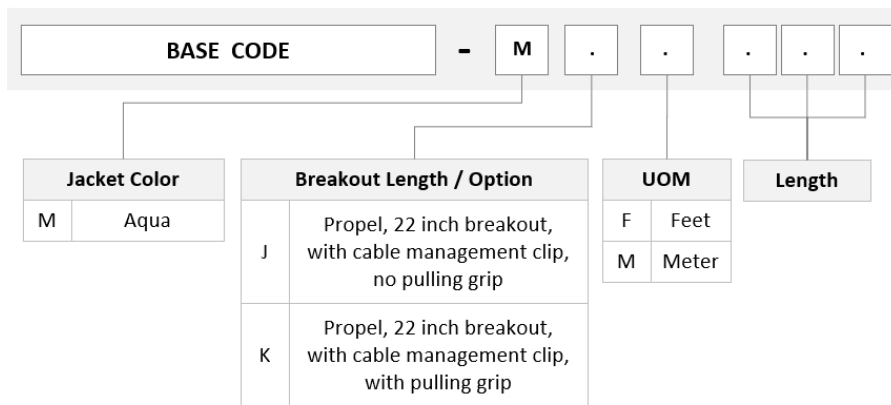 BASE CODE - M . . . . .
Jacket Color
M Aqua
Breakout Length / Option
J Propel, 22 inch breakout,
with cable management clip,
no pulling grip
K Propel, 22 inch breakout,
with cable management clip,
with pulling grip
UOM
F Feet
M Meter
Length